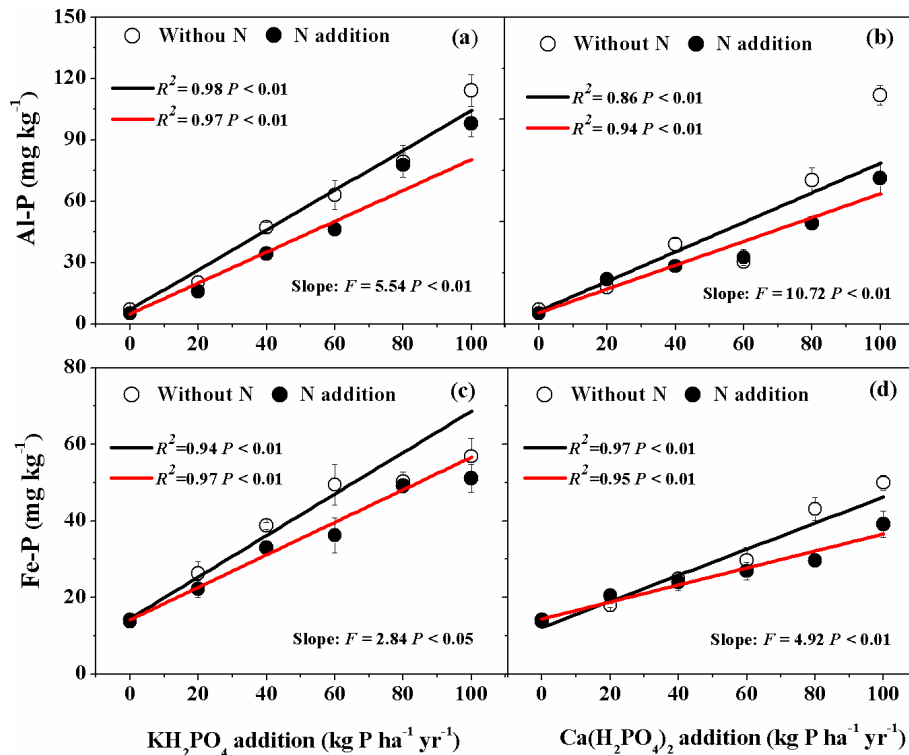 Withou N N addition (a)
R² = 0.98 P < 0.01
R² = 0.97 P < 0.01
Slope: F = 5.54 P < 0.01
Al-P (mg kg⁻¹)
150
120
90
60
30
0
0 20 40 60 80 100
Without N N addition (b)
R² = 0.86 P < 0.01
R² = 0.94 P < 0.01
Slope: F = 10.72 P < 0.01
0 20 40 60 80 100
Without N N addition (c)
R²=0.94 P < 0.01
R²=0.97 P < 0.01
Slope: F = 2.84 P < 0.05
Fe-P (mg kg⁻¹)
80
60
40
20
0
0 20 40 60 80 100
KH₂PO₄ addition (kg P ha⁻¹ yr⁻¹)
Without N N addition (d)
R²=0.97 P < 0.01
R²=0.95 P < 0.01
Slope: F = 4.92 P < 0.01
0 20 40 60 80 100
Ca(H₂PO₄)₂ addition (kg P ha⁻¹ yr⁻¹)